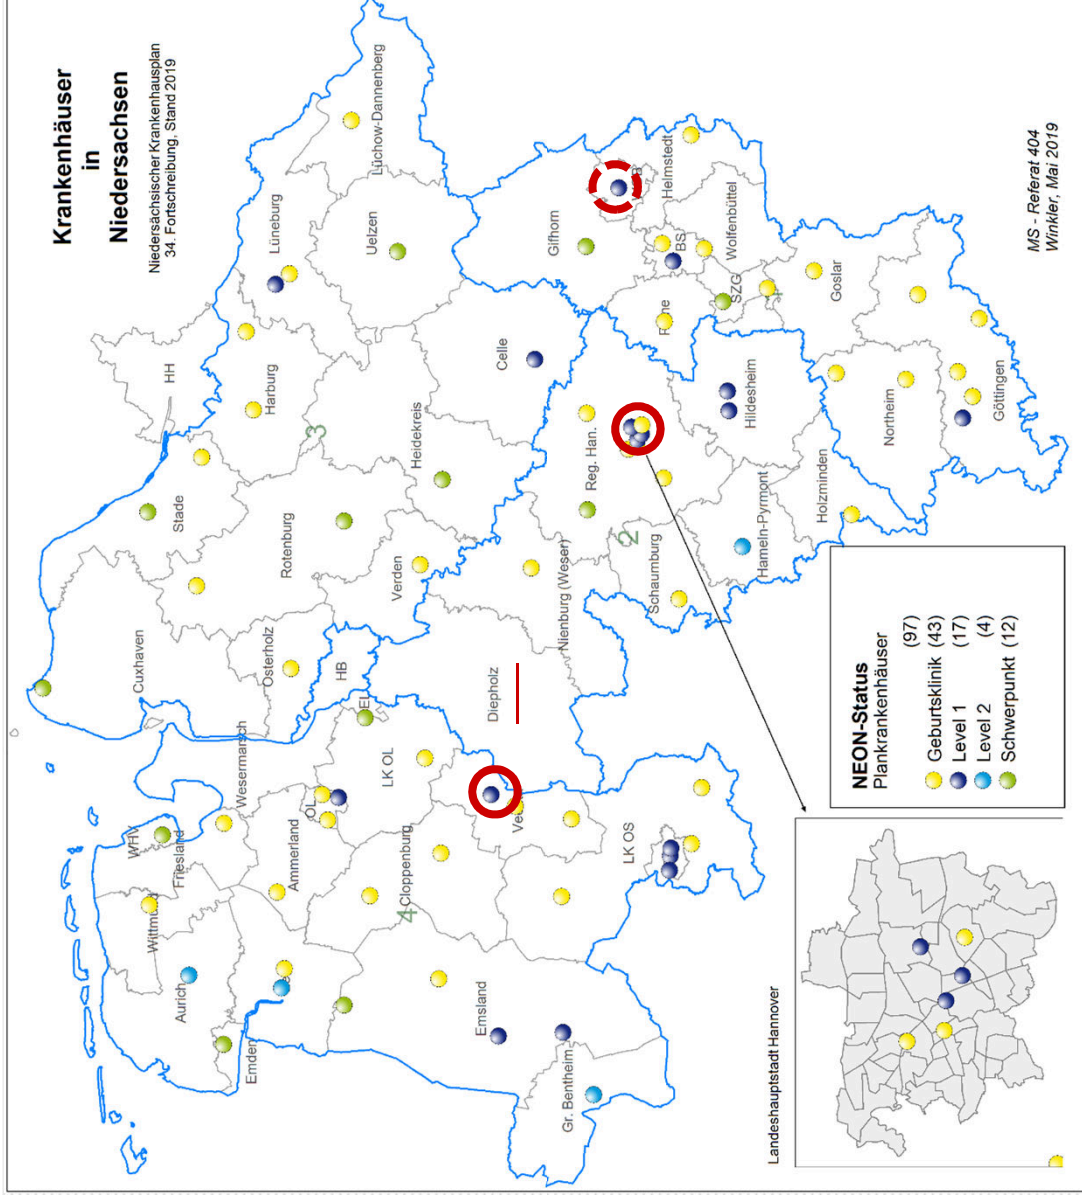 Krankenhäuser
in
Niedersachsen
Niedersächsischer Krankenhausplan
34. Fortschreibung, Stand 2019
Lüchow-Dannenberg
Lüneburg
Uelzen
HH
Harburg
Celle
3
Heidekreis
Stade
Rotenburg
Verden
Cuxhaven
Osterholz
HB
Diepholz
Nienburg (Weser)
Gifhorn
Helmstedt
BS
Wolfenbüttel
SZG
Goslar
Reg. Han.
2
Hildesheim
Schaumburg
Hameln-Pyrmont
Holzminden
Northeim
Göttingen
Wesermarsch
WHV
Friesland
Wittmund
Aurich
Emden
Ammerland
OL
LK OL
Cloppenburg
4
LK OS
Emsland
Gr. Bentheim
NEON-Status
Plankrankenhäuser
(97)
Geburtsklinik (43)
Level 1 (17)
Level 2 (4)
Schwerpunkt (12)
Landeshauptstadt Hannover
MS - Referat 404
Winkler, Mai 2019